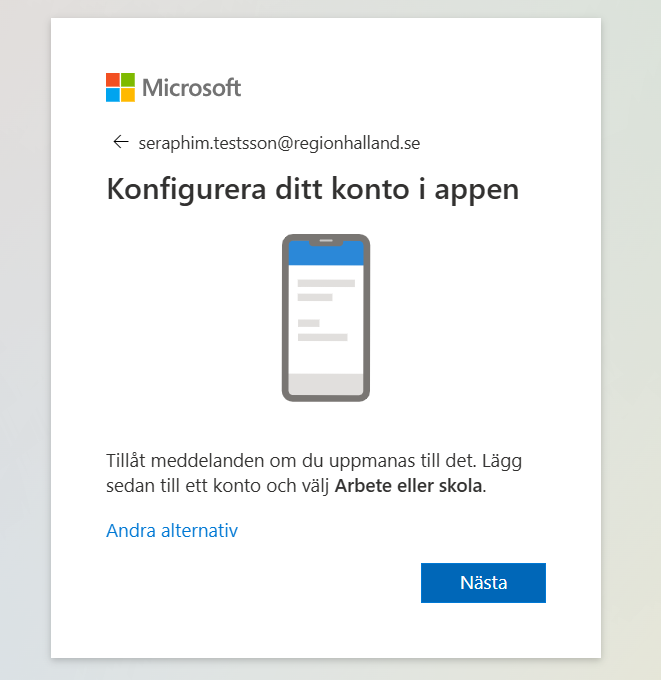 Microsoft
← seraphim.testsson@regionhalland.se
Konfigurera ditt konto i appen
Tillåt meddelanden om du uppmanas till det. Lägg
sedan till ett konto och välj Arbete eller skola.
Andra alternativ
Nästa